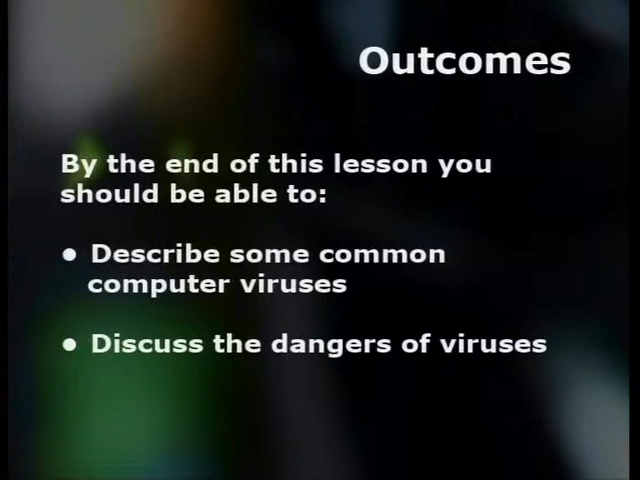 Outcomes
By the end of this lesson you
should be able to:
• Describe some common
computer viruses
• Discuss the dangers of viruses